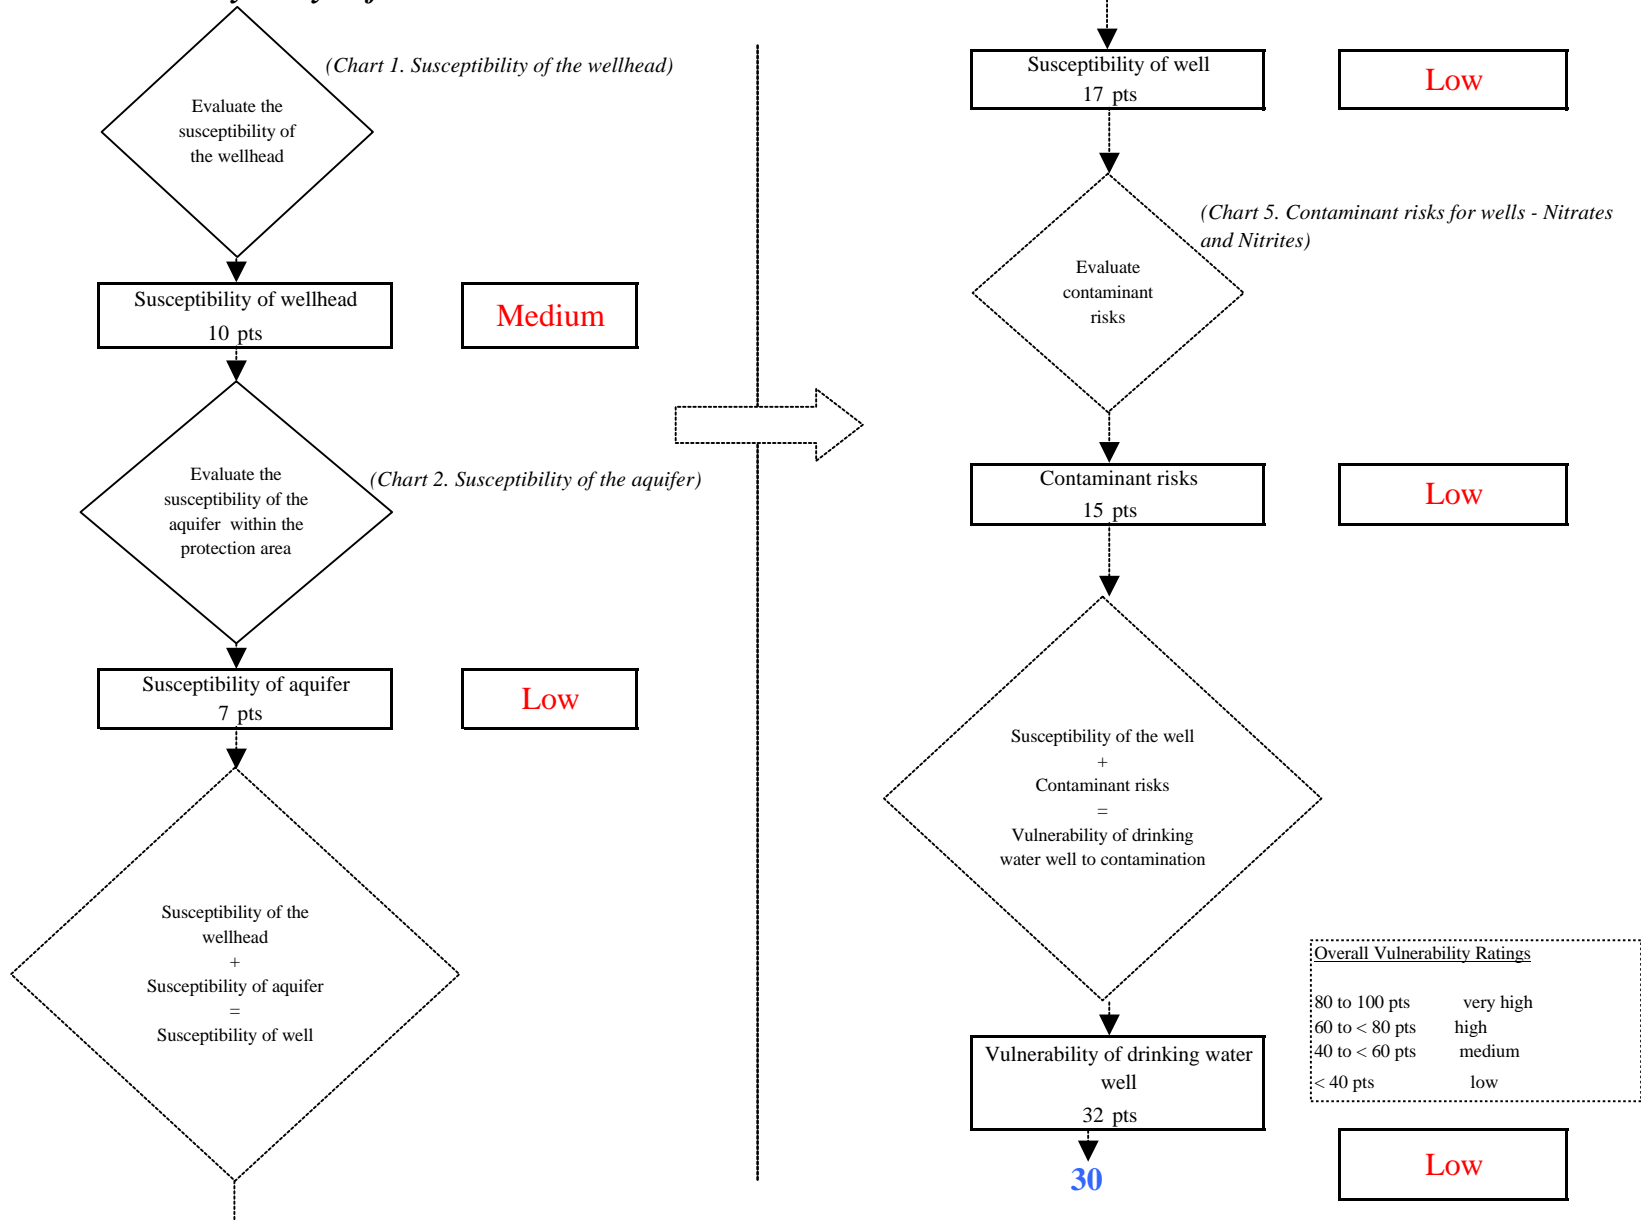 (Chart 1. Susceptibility of the wellhead)
Evaluate the
susceptibility of
the wellhead
Susceptibility of wellhead
10 pts
Medium
Evaluate the
susceptibility of the
aquifer within the
protection area
(Chart 2. Susceptibility of the aquifer)
Susceptibility of aquifer
7 pts
Low
Susceptibility of the
wellhead
+
Susceptibility of aquifer
=
Susceptibility of well
Susceptibility of well
17 pts
Low
(Chart 5. Contaminant risks for wells - Nitrates
and Nitrites)
Evaluate
contaminant
risks
Contaminant risks
15 pts
Low
Susceptibility of the well
+
Contaminant risks
=
Vulnerability of drinking
water well to contamination
Overall Vulnerability Ratings
80 to 100 pts very high
60 to < 80 pts high
40 to < 60 pts medium
< 40 pts low
Vulnerability of drinking water
well
32 pts
30
Low